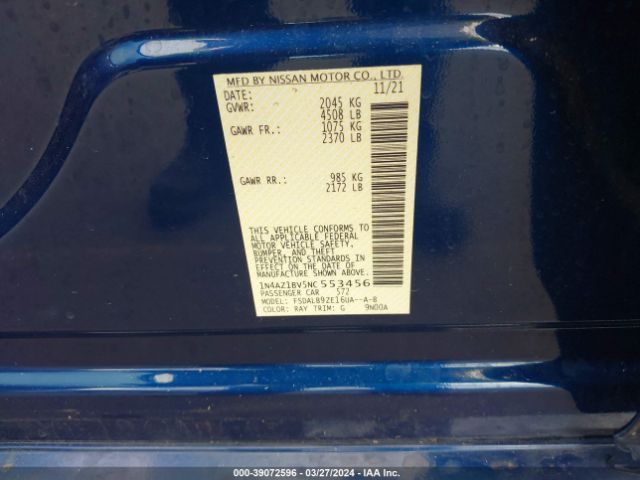 MFD BY NISSAN MOTOR CO., LTD.
DATE: 11/21
GVWR: 2045 KG
4508 LB
GAWR FR.: 1075 KG
2370 LB
GAWR RR.: 985 KG
2172 LB
THIS VEHICLE CONFORMS TO
ALL APPLICABLE FEDERAL
MOTOR VEHICLE SAFETY,
BUMPER, AND THEFT
PREVENTION STANDARDS IN
EFFECT ON THE DATE OF
MANUFACTURE SHOWN ABOVE.
1N4AZ1BV5NC 553456
PASSENGER CAR 572
MODEL: FSDALB9ZE16UA--A-B
COLOR: RAY TRIM: G 9N00A
000-39072596 | 03/27/2024 | IAA Inc.